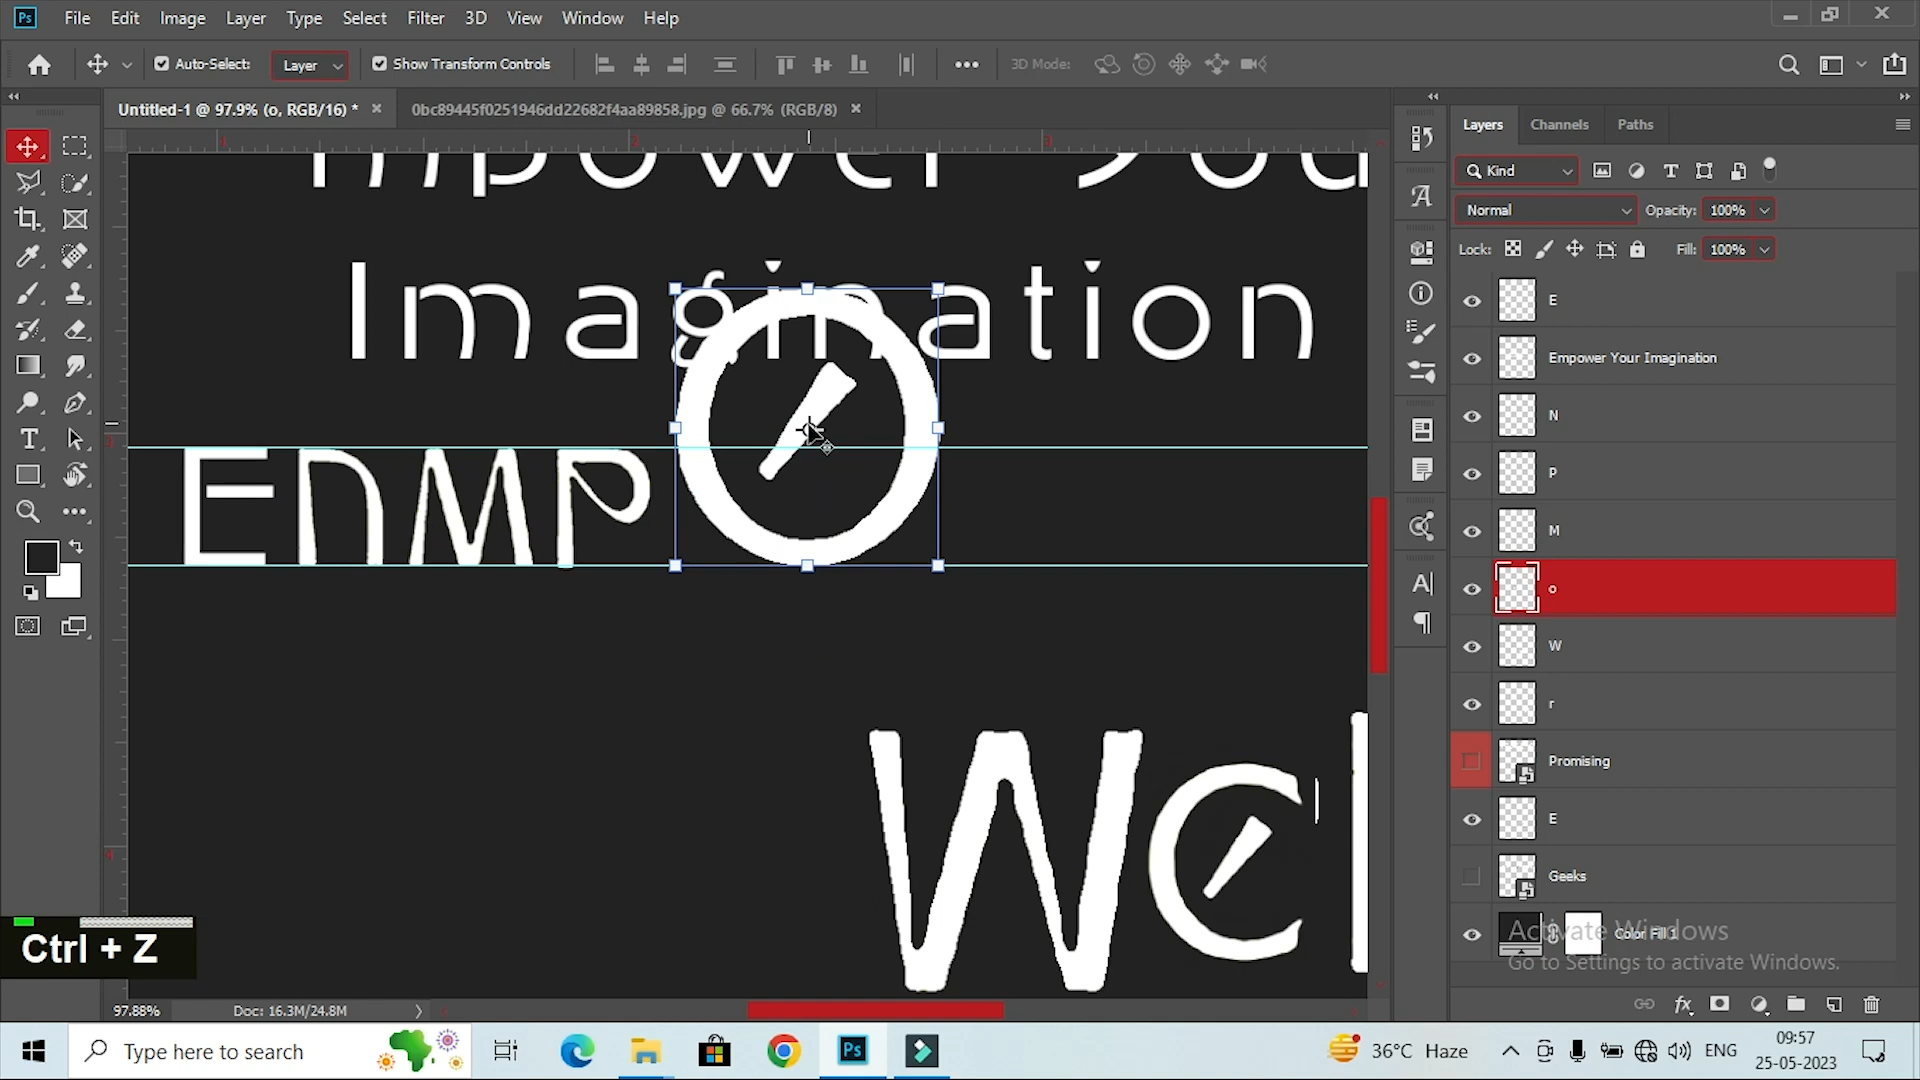 Ps File Edit Image Layer Type Select Filter 3D View Window Help
Auto-Select: Layer Show Transform Controls 3D Mode:
Untitled-1 @ 97.9% (o, RGB/16) * × 0bc89445f0251946dd22682f4aa89858.jpg @ 66.7% (RGB/8) ×
Layers Channels Paths
Kind
Normal Opacity: 100%
Lock: Fill: 100%
Imagination
E
Empower Your Imagination
N
P
M
o
W
r
Promising
E
Geeks
Color Fill 1
Activate Windows
Go to Settings to activate Windows.
Ctrl + Z
97.88% Doc: 16.3M/24.8M
Type here to search
36°C Haze
ENG
09:57
25-05-2023